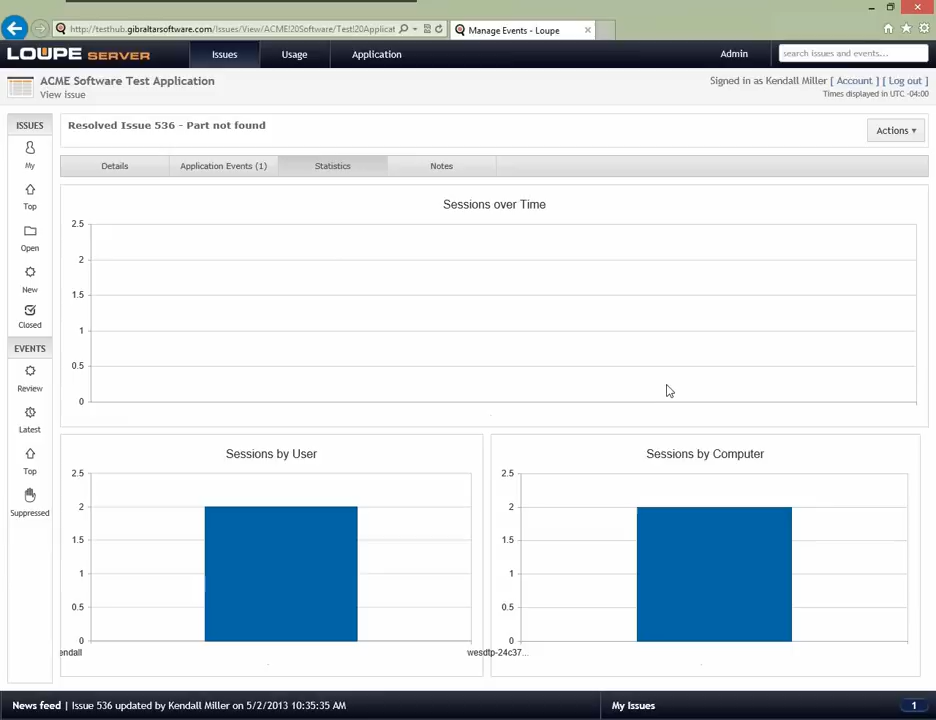 http://testhub.gibraltarsoftware.com/Issues/View/ACME!20Software/Test!20Applicat
Manage Events - Loupe
LOUPE SERVER
Issues
Usage
Application
Admin
search issues and events...
ACME Software Test Application
View issue
Signed in as Kendall Miller [ Account ] [ Log out ]
Times displayed in UTC -04:00
ISSUES
My
Top
Open
New
Closed
EVENTS
Review
Latest
Top
Suppressed
Resolved Issue 536 - Part not found
Actions
Details
Application Events (1)
Statistics
Notes
Sessions over Time
2.5
2
1.5
1
0.5
0
Sessions by User
2.5
2
1.5
1
0.5
0
endall
Sessions by Computer
2.5
2
1.5
1
0.5
0
wesdtp-24c37...
News feed | Issue 536 updated by Kendall Miller on 5/2/2013 10:35:35 AM
My Issues
1